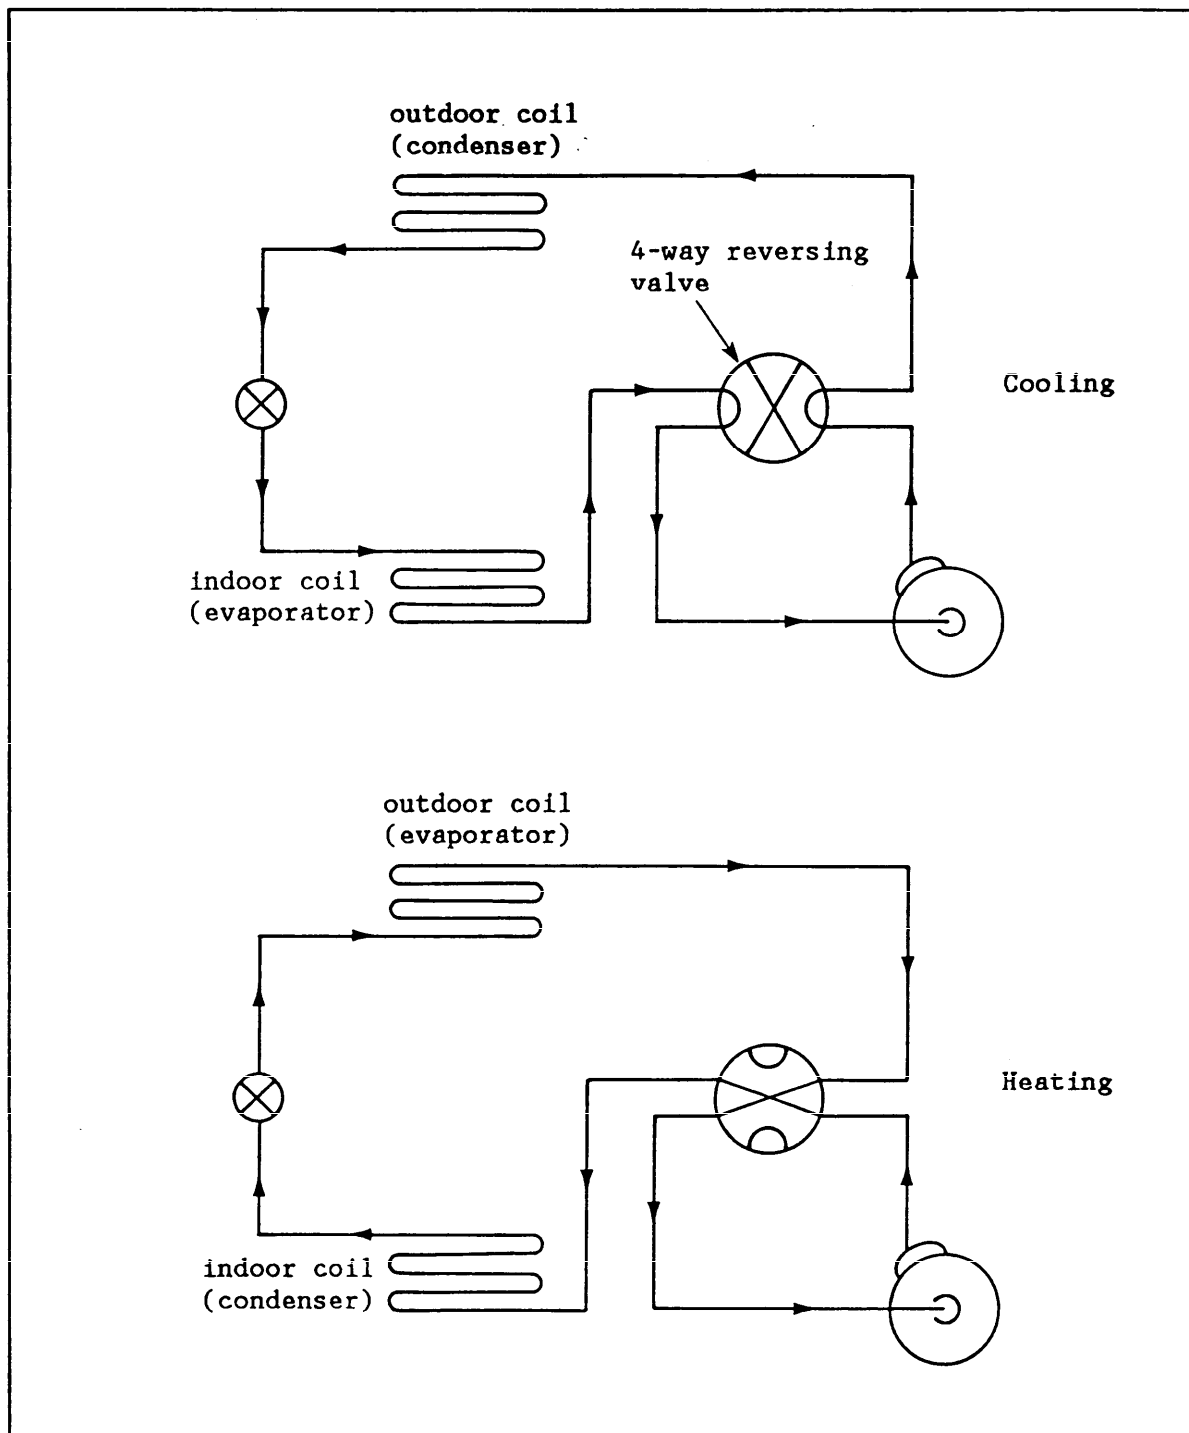 outdoor coil
(condenser)
4-way reversing
valve
Cooling
indoor coil
(evaporator)
outdoor coil
(evaporator)
Heating
indoor coil
(condenser)